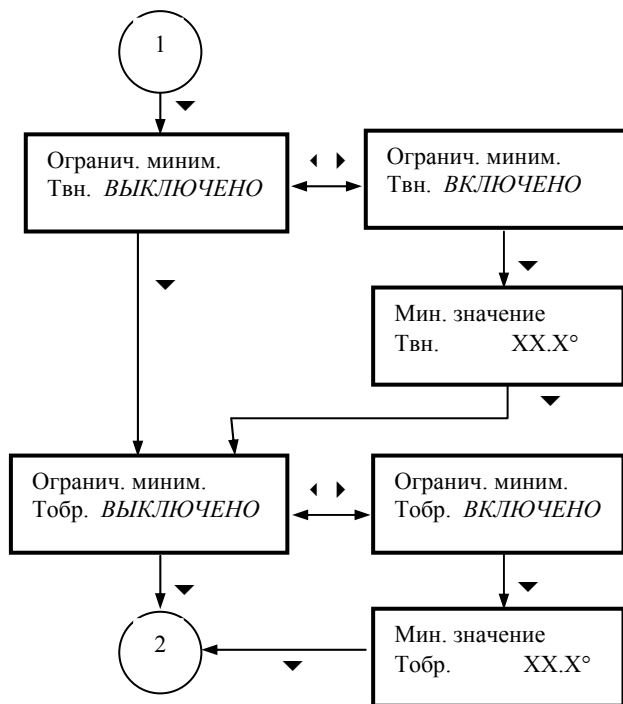 1
Огранич. миним.
Твн. ВЫКЛЮЧЕНО
Огранич. миним.
Твн. ВКЛЮЧЕНО
Мин. значение
Твн. XX.X°
Огранич. миним.
Тобр. ВЫКЛЮЧЕНО
Огранич. миним.
Тобр. ВКЛЮЧЕНО
2
Мин. значение
Тобр. XX.X°